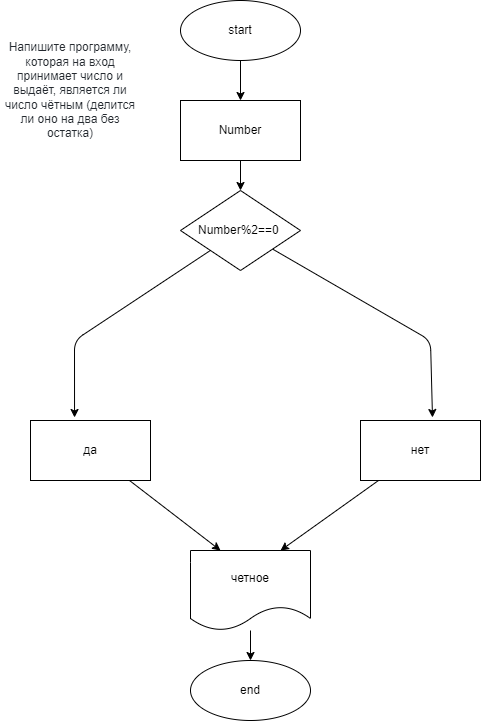 start
Напишите программу,
которая на вход
принимает число и
выдаёт, является ли
число чётным (делится
ли оно на два без
остатка)
Number
Number%2==0
да
нет
четное
end